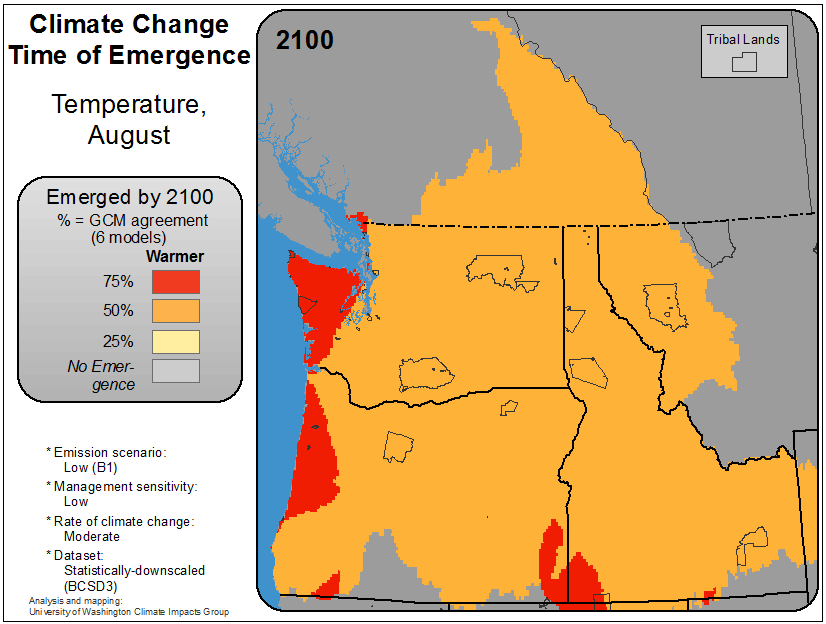 Climate Change
Time of Emergence
Temperature,
August
Emerged by 2100
% = GCM agreement
(6 models)
Warmer
75%
50%
25%
No Emer-
gence
* Emission scenario:
Low (B1)
* Management sensitivity:
Low
* Rate of climate change:
Moderate
* Dataset:
Statistically-downscaled
(BCSD3)
Analysis and mapping:
University of Washington Climate Impacts Group
2100
Tribal Lands